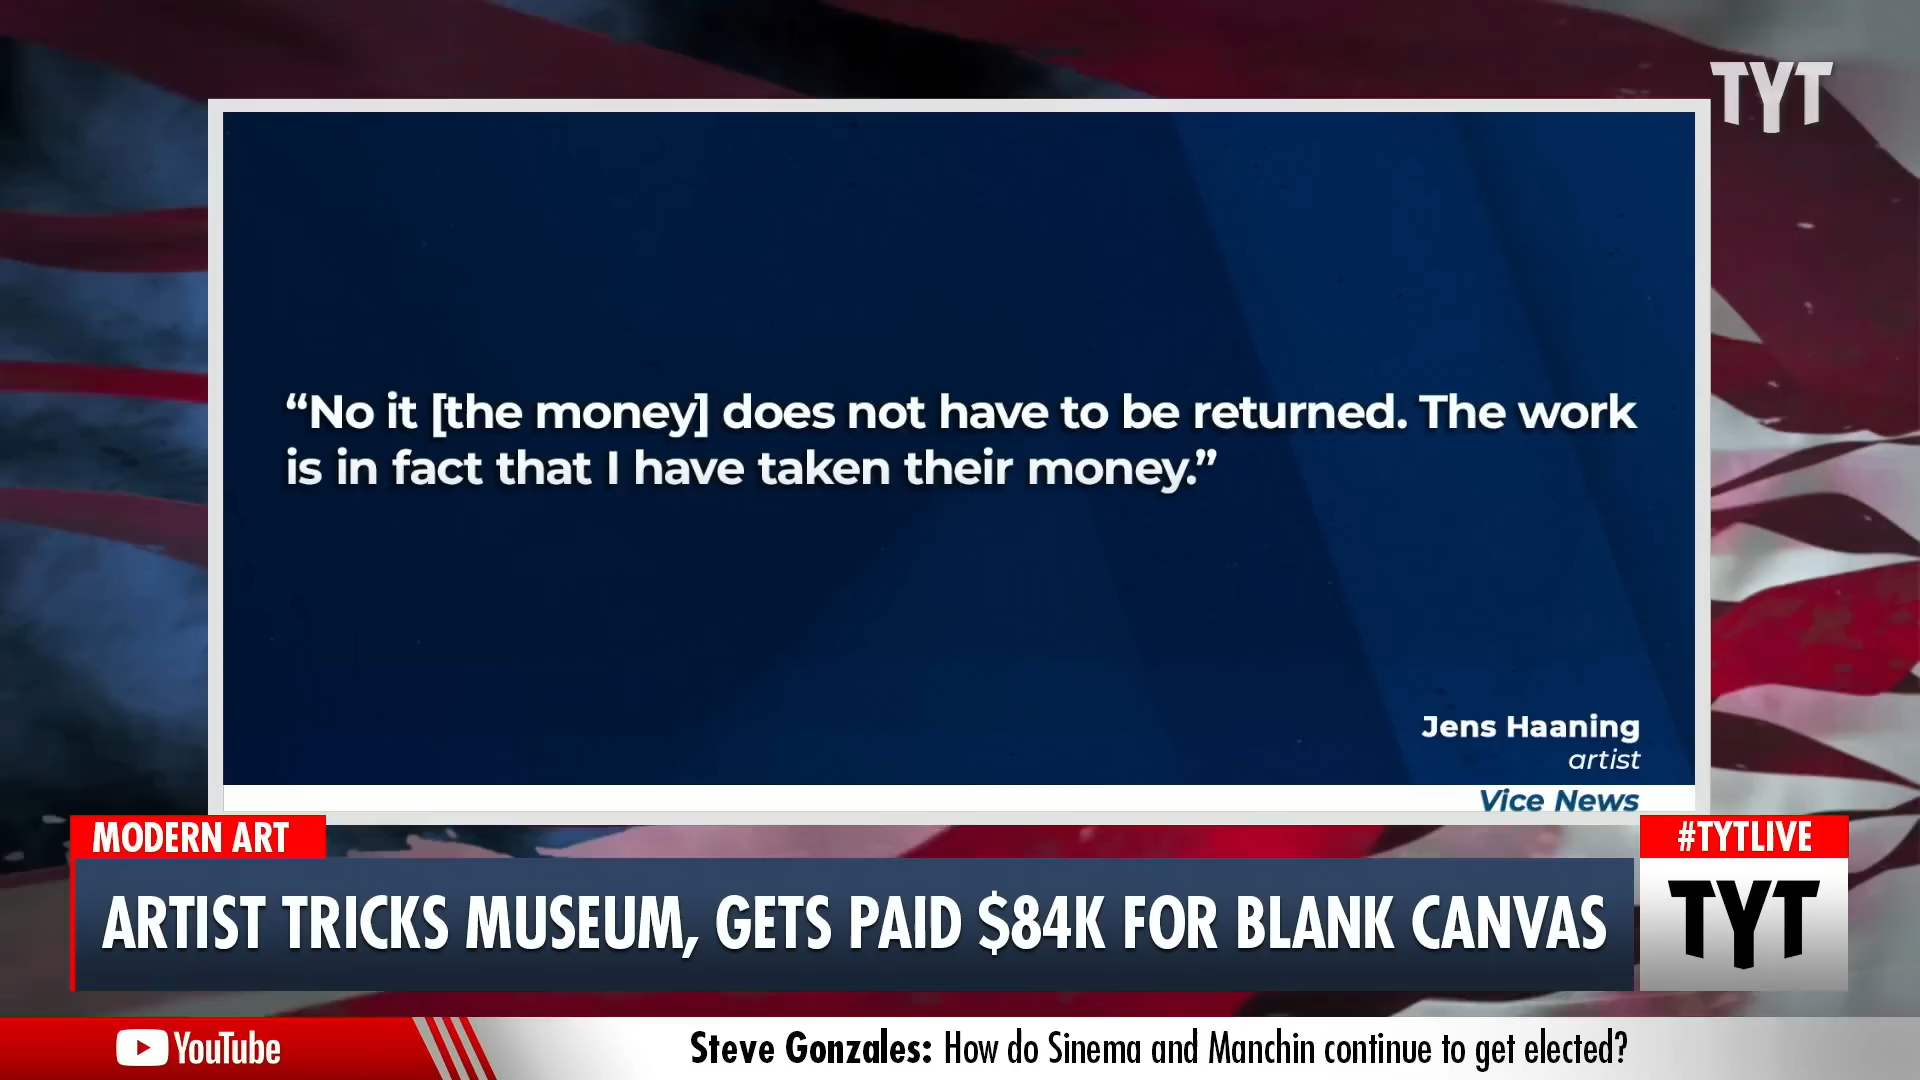 TYT
“No it [the money] does not have to be returned. The work
is in fact that I have taken their money.”
Jens Haaning
artist
Vice News
MODERN ART
#TYTLIVE
ARTIST TRICKS MUSEUM, GETS PAID $84K FOR BLANK CANVAS
TYT
YouTube
Steve Gonzales: How do Sinema and Manchin continue to get elected?